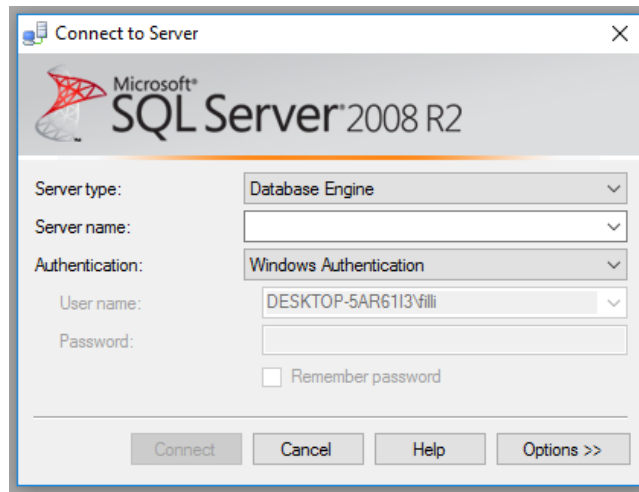 Connect to Server
Microsoft®
SQL Server® 2008 R2
Server type: Database Engine
Server name:
Authentication: Windows Authentication
User name: DESKTOP-5AR61I3\filli
Password:
Remember password
Connect Cancel Help Options >>